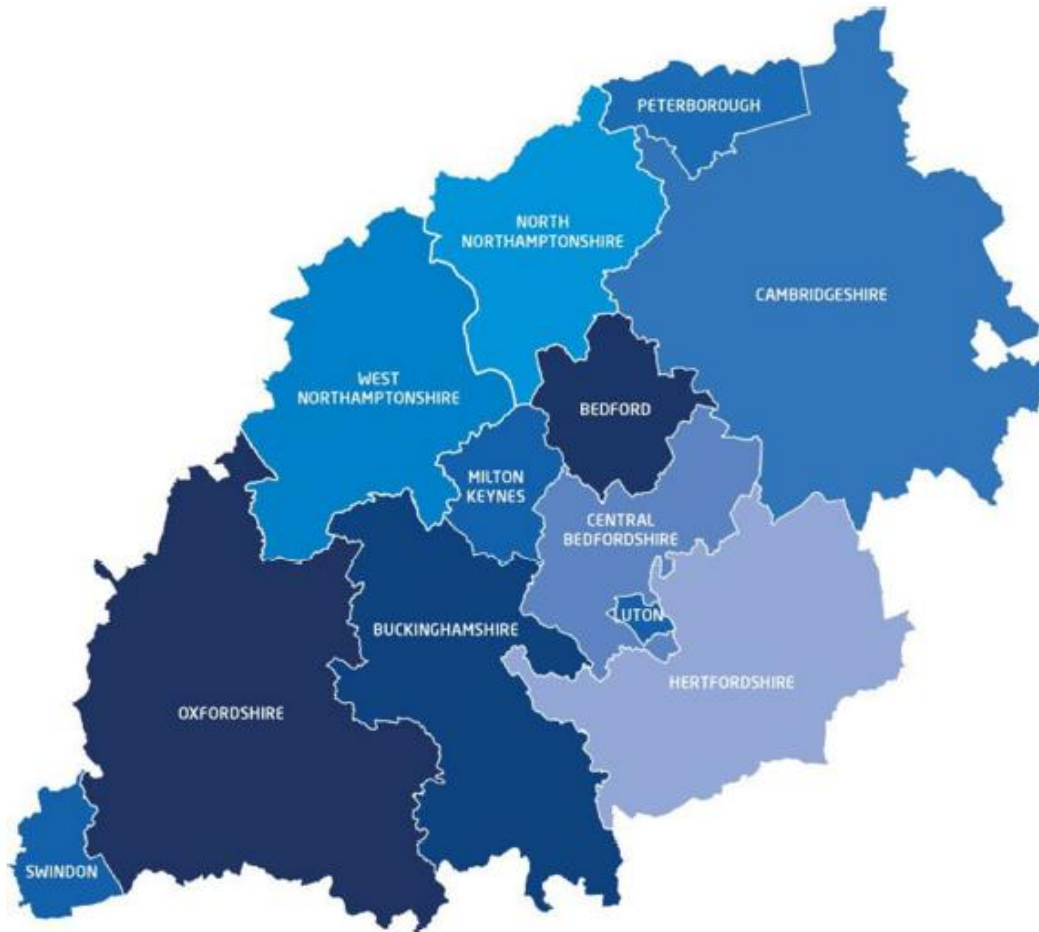 PETERBOROUGH
NORTH
NORTHAMPTONSHIRE
CAMBRIDGESHIRE
WEST
NORTHAMPTONSHIRE
BEDFORD
MILTON
KEYNES
CENTRAL
BEDFORDSHIRE
LUTON
BUCKINGHAMSHIRE
HERTFORDSHIRE
OXFORDSHIRE
SWINDON